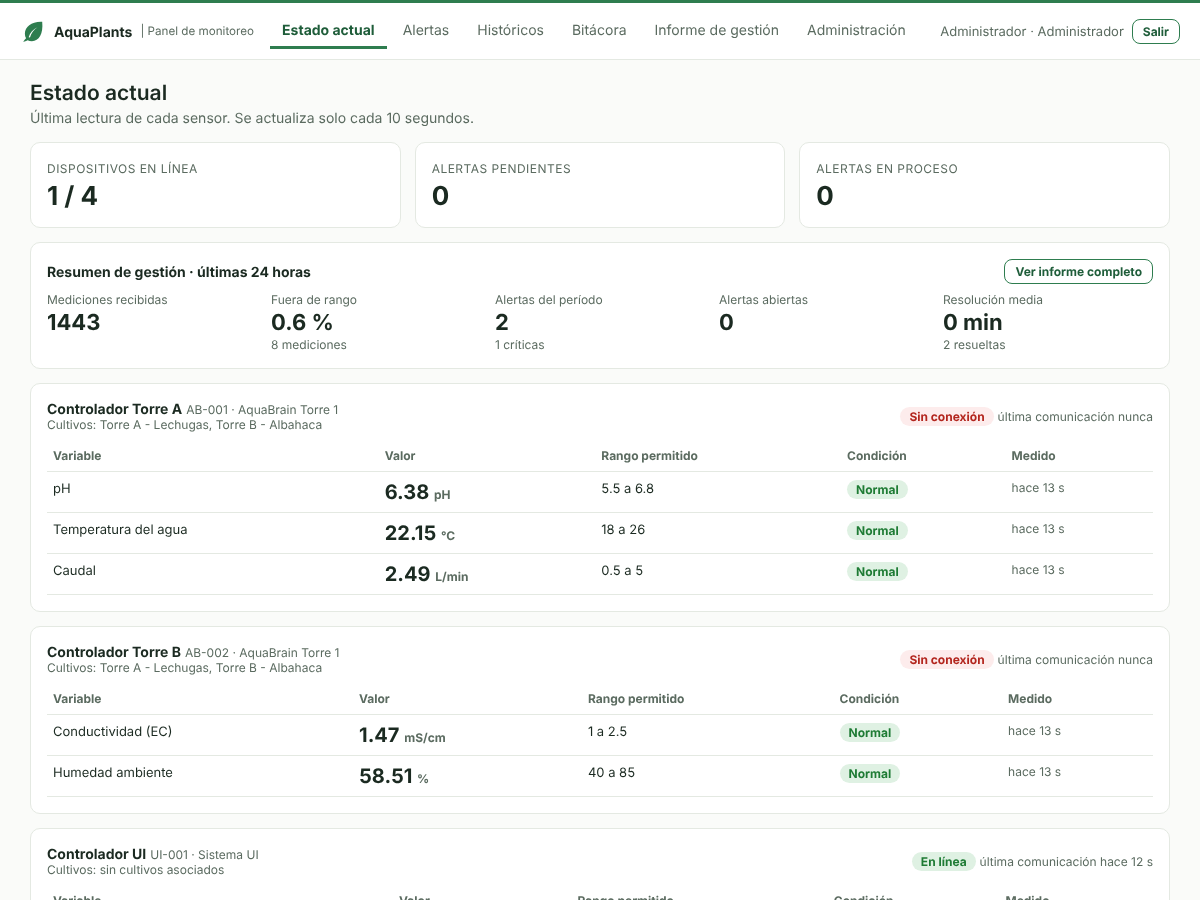 AquaPlants | Panel de monitoreo Estado actual Alertas Históricos Bitácora Informe de gestión Administración Administrador · Administrador Salir
Estado actual
Última lectura de cada sensor. Se actualiza solo cada 10 segundos.
DISPOSITIVOS EN LÍNEA ALERTAS PENDIENTES ALERTAS EN PROCESO
1 / 4 0 0
Resumen de gestión · últimas 24 horas Ver informe completo
Mediciones recibidas Fuera de rango Alertas del período Alertas abiertas Resolución media
1443 0.6 % 2 0 0 min
8 mediciones 1 críticas 2 resueltas
Controlador Torre A AB-001 · AquaBrain Torre 1
Cultivos: Torre A - Lechugas, Torre B - Albahaca
Sin conexión última comunicación nunca
Variable Valor Rango permitido Condición Medido
pH 6.38 pH 5.5 a 6.8 Normal hace 13 s
Temperatura del agua 22.15 °C 18 a 26 Normal hace 13 s
Caudal 2.49 L/min 0.5 a 5 Normal hace 13 s
Controlador Torre B AB-002 · AquaBrain Torre 1
Cultivos: Torre A - Lechugas, Torre B - Albahaca
Sin conexión última comunicación nunca
Variable Valor Rango permitido Condición Medido
Conductividad (EC) 1.47 mS/cm 1 a 2.5 Normal hace 13 s
Humedad ambiente 58.51 % 40 a 85 Normal hace 13 s
Controlador UI UI-001 · Sistema UI
Cultivos: sin cultivos asociados
En línea última comunicación hace 12 s
Variable Valor Rango permitido Condición Medido